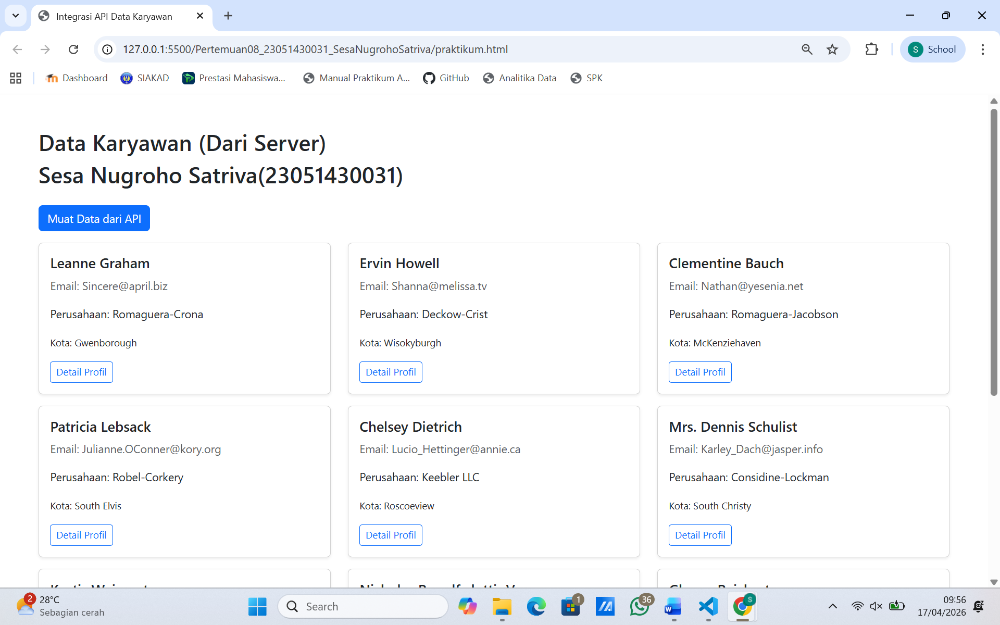 Integrasi API Data Karyawan
127.0.0.1:5500/Pertemuan08_23051430031_SesaNugrohoSatriva/praktikum.html
S School
Dashboard SIAKAD Prestasi Mahasiswa... Manual Praktikum A... GitHub Analitika Data SPK
Data Karyawan (Dari Server)
Sesa Nugroho Satriva(23051430031)
Muat Data dari API
Leanne Graham
Email: Sincere@april.biz
Perusahaan: Romaguera-Crona
Kota: Gwenborough
Detail Profil
Ervin Howell
Email: Shanna@melissa.tv
Perusahaan: Deckow-Crist
Kota: Wisokyburgh
Detail Profil
Clementine Bauch
Email: Nathan@yesenia.net
Perusahaan: Romaguera-Jacobson
Kota: McKenziehaven
Detail Profil
Patricia Lebsack
Email: Julianne.OConner@kory.org
Perusahaan: Robel-Corkery
Kota: South Elvis
Detail Profil
Chelsey Dietrich
Email: Lucio_Hettinger@annie.ca
Perusahaan: Keebler LLC
Kota: Roscoeview
Detail Profil
Mrs. Dennis Schulist
Email: Karley_Dach@jasper.info
Perusahaan: Considine-Lockman
Kota: South Christy
Detail Profil
2
28°C
Sebagian cerah
Search
1
36
S
09:56
17/04/2026